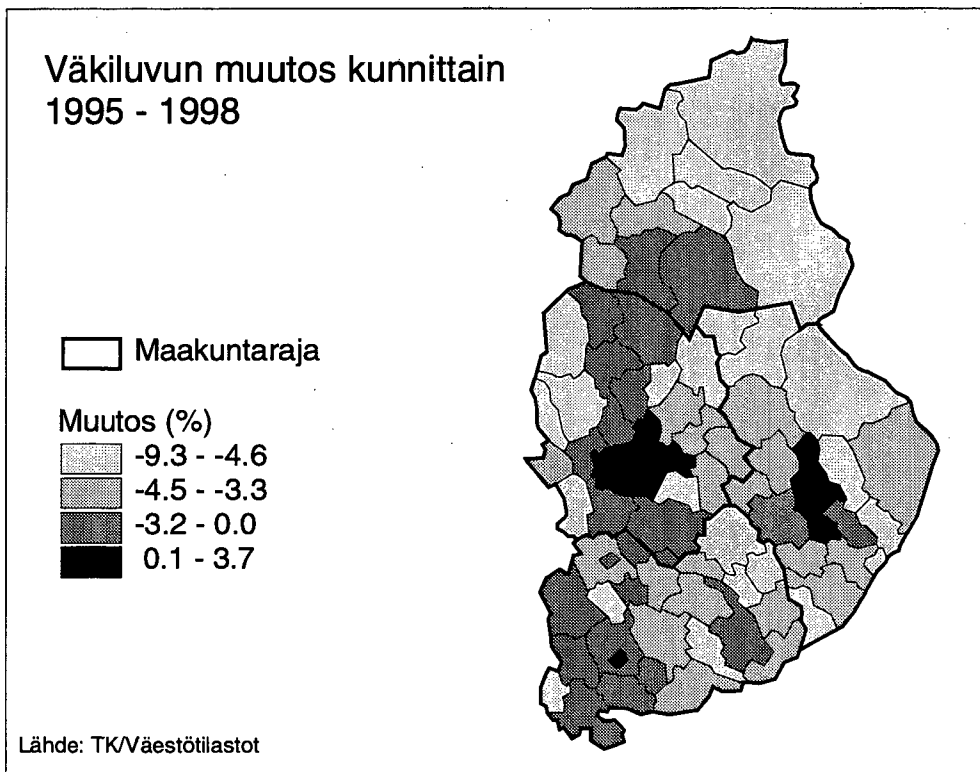 Väkiluvun muutos kunnittain
1995 - 1998
Maakuntaraja
Muutos (%)
-9.3 - -4.6
-4.5 - -3.3
-3.2 - 0.0
0.1 - 3.7
Lähde: TK/Väestötilastot